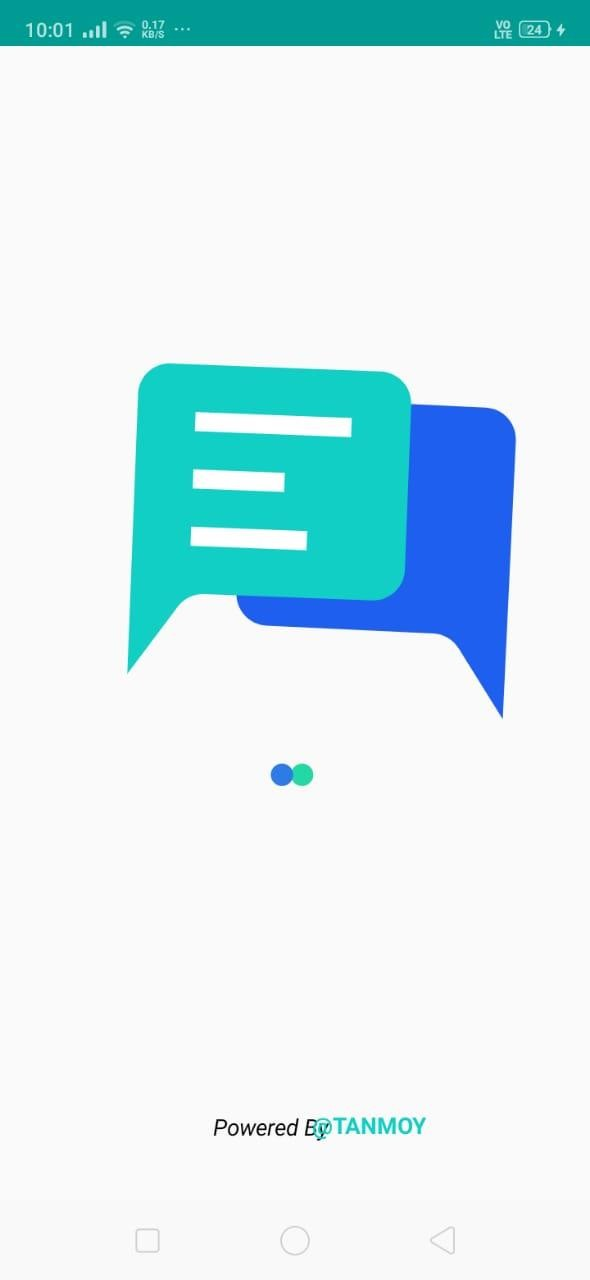 10:01 0.17 KB/S ... VO LTE 24
Powered By @TANMOY